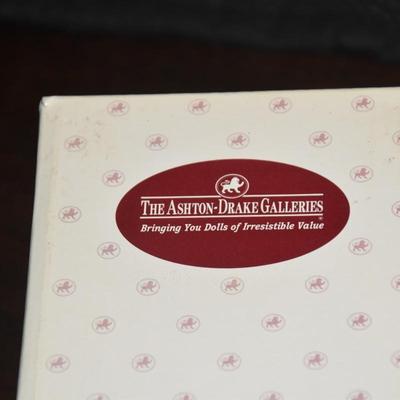 THE ASHTON-DRAKE GALLERIES
Bringing You Dolls of Irresistible Value